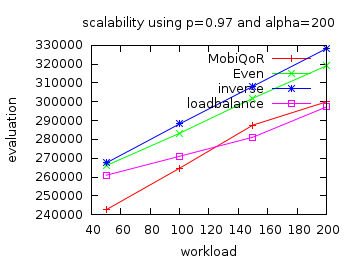 scalability using p=0.97 and alpha=200
330000
320000
310000
300000
290000
280000
270000
260000
250000
240000
evaluation
MobiQoR
Even
inverse
loadbalance
40 60 80 100 120 140 160 180 200
workload